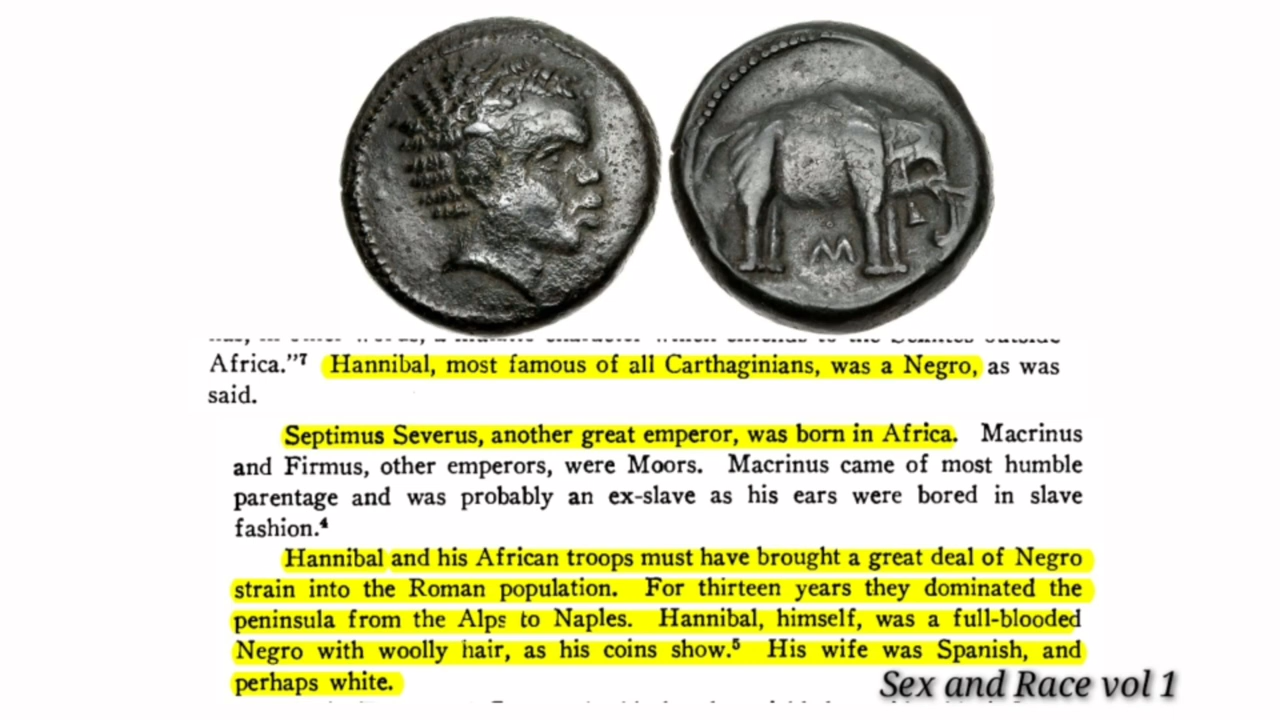 M
Africa."⁷ Hannibal, most famous of all Carthaginians, was a Negro, as was
said.
Septimus Severus, another great emperor, was born in Africa. Macrinus
and Firmus, other emperors, were Moors. Macrinus came of most humble
parentage and was probably an ex-slave as his ears were bored in slave
fashion.⁴
Hannibal and his African troops must have brought a great deal of Negro
strain into the Roman population. For thirteen years they dominated the
peninsula from the Alps to Naples. Hannibal, himself, was a full-blooded
Negro with woolly hair, as his coins show.⁵ His wife was Spanish, and
perhaps white.
Sex and Race vol 1